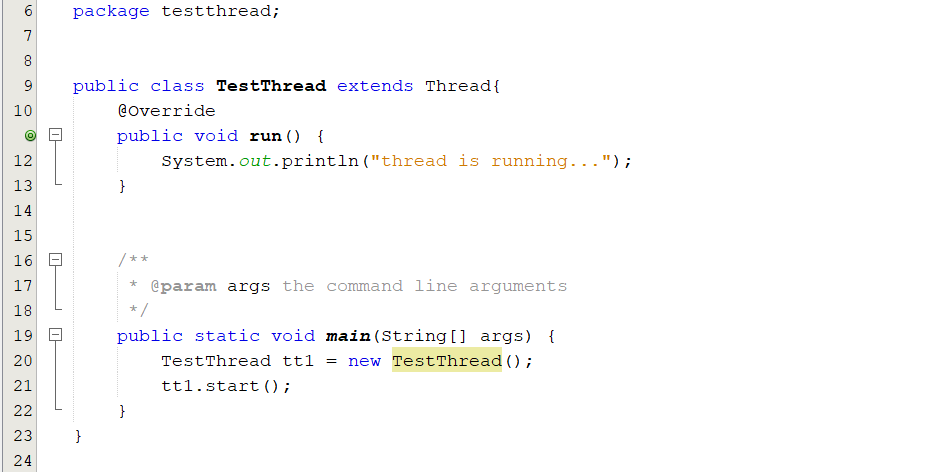 6 package testthread;
7
8
9 public class TestThread extends Thread{
10 @Override
public void run() {
12 System.out.println("thread is running...");
13 }
14
15
16 /**
17 * @param args the command line arguments
18 */
19 public static void main(String[] args) {
20 TestThread tt1 = new TestThread();
21 tt1.start();
22 }
23 }
24